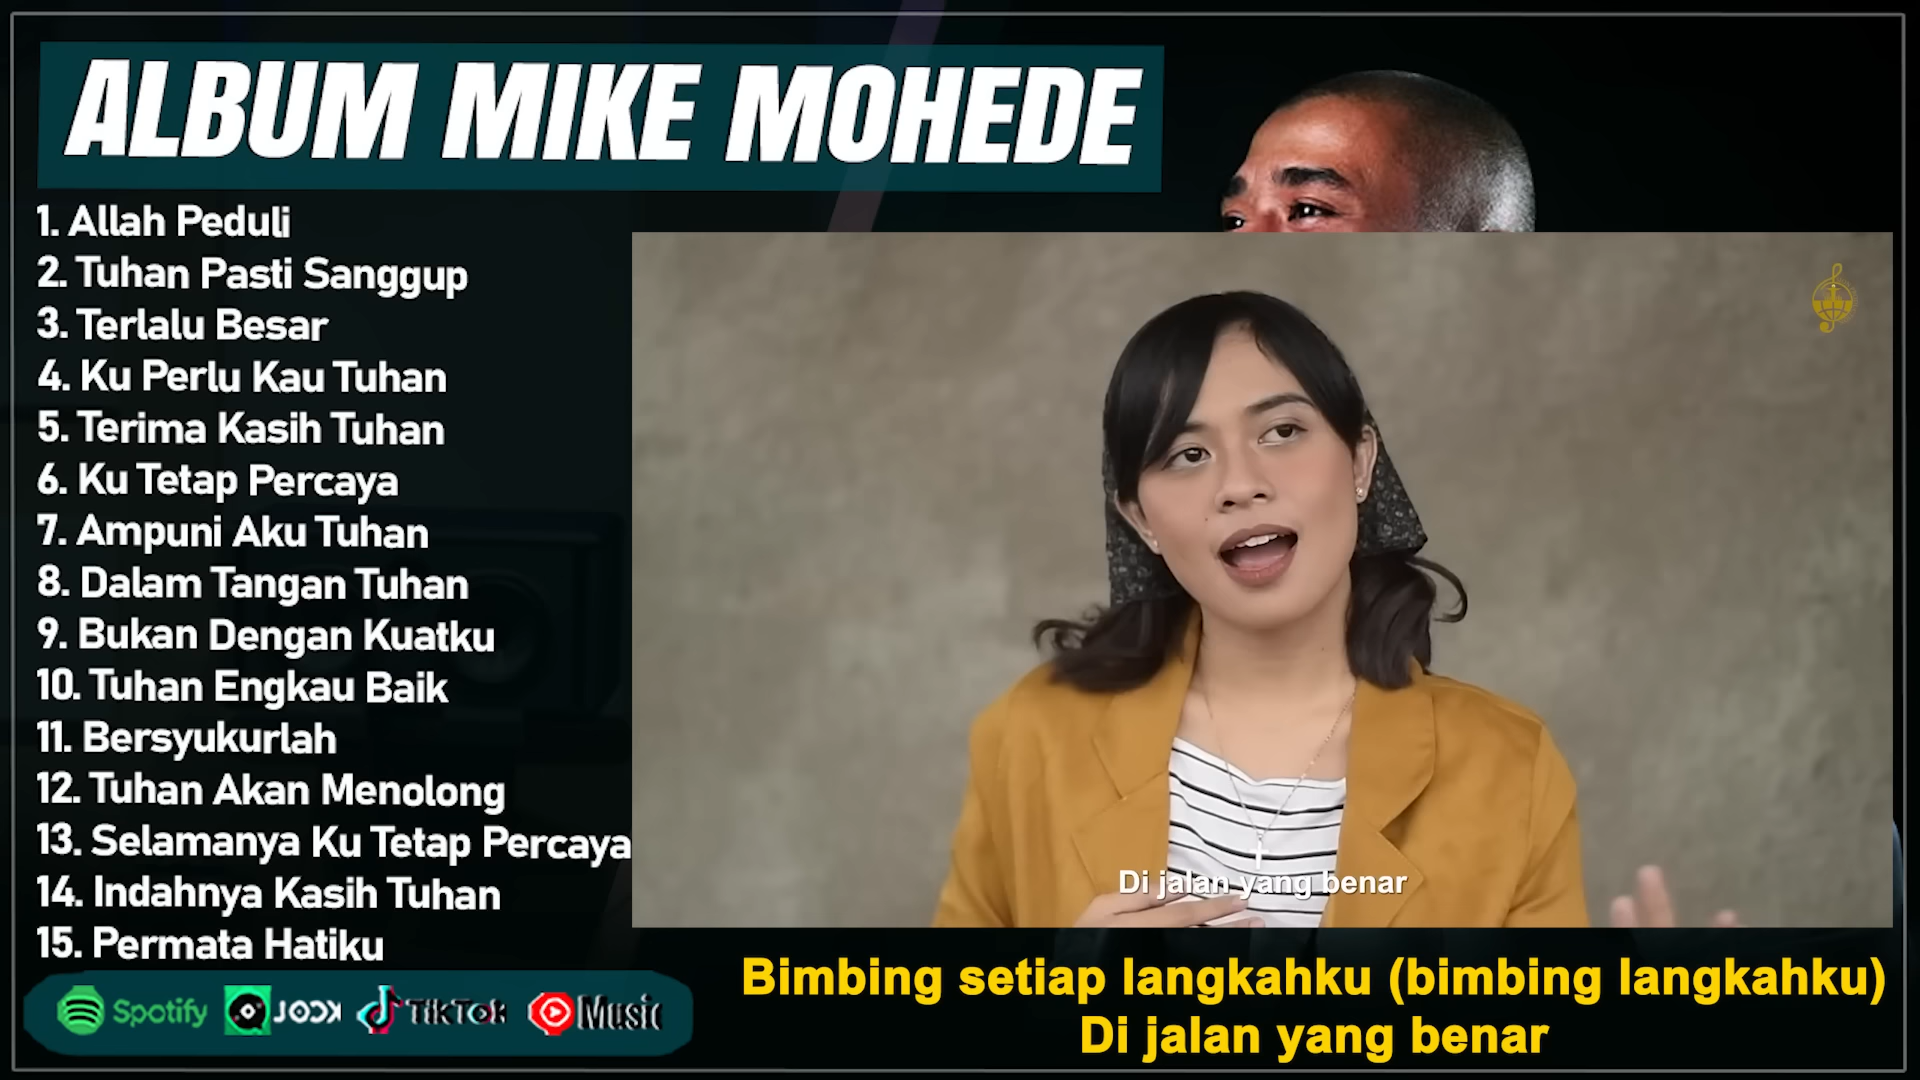 ALBUM MIKE MOHEDE
1. Allah Peduli
2. Tuhan Pasti Sanggup
3. Terlalu Besar
4. Ku Perlu Kau Tuhan
5. Terima Kasih Tuhan
6. Ku Tetap Percaya
7. Ampuni Aku Tuhan
8. Dalam Tangan Tuhan
9. Bukan Dengan Kuatku
10. Tuhan Engkau Baik
11. Bersyukurlah
12. Tuhan Akan Menolong
13. Selamanya Ku Tetap Percaya
14. Indahnya Kasih Tuhan
15. Permata Hatiku
Spotify JOOX TikTok Music
Di jalan yang benar
Bimbing setiap langkahku (bimbing langkahku)
Di jalan yang benar